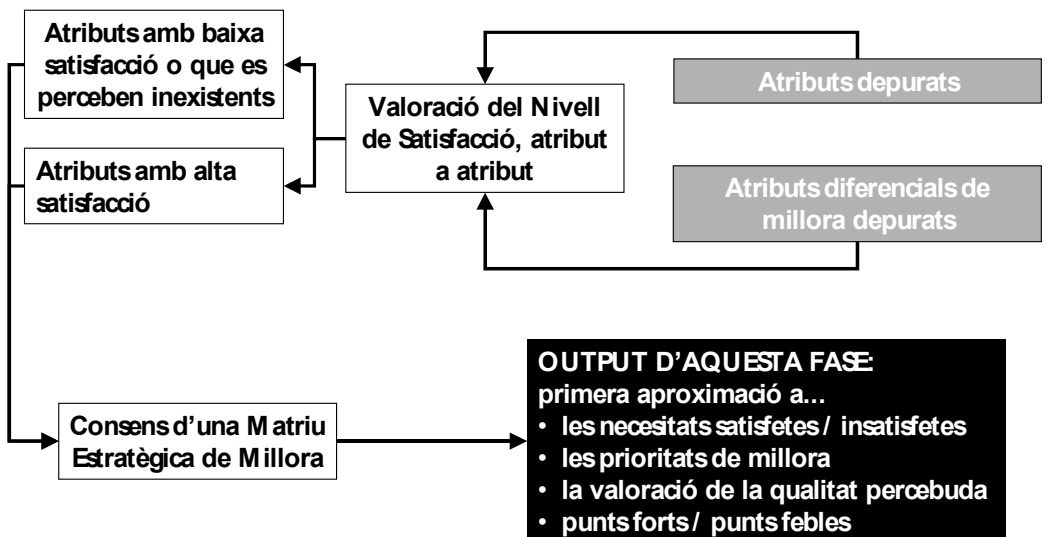 Atributs amb baixa
satisfacció o que es
perceben inexistents
Atributs amb alta
satisfacció
Valoració del Nivell
de Satisfacció, atribut
a atribut
Atributs depurats
Atributs diferencials de
millora depurats
Consens d'una Matriu
Estratègica de Millora
OUTPUT D'AQUESTA FASE:
primera aproximació a...
• les necesitats satisfetes / insatisfetes
• les prioritats de millora
• la valoració de la qualitat percebuda
• punts forts / punts febles